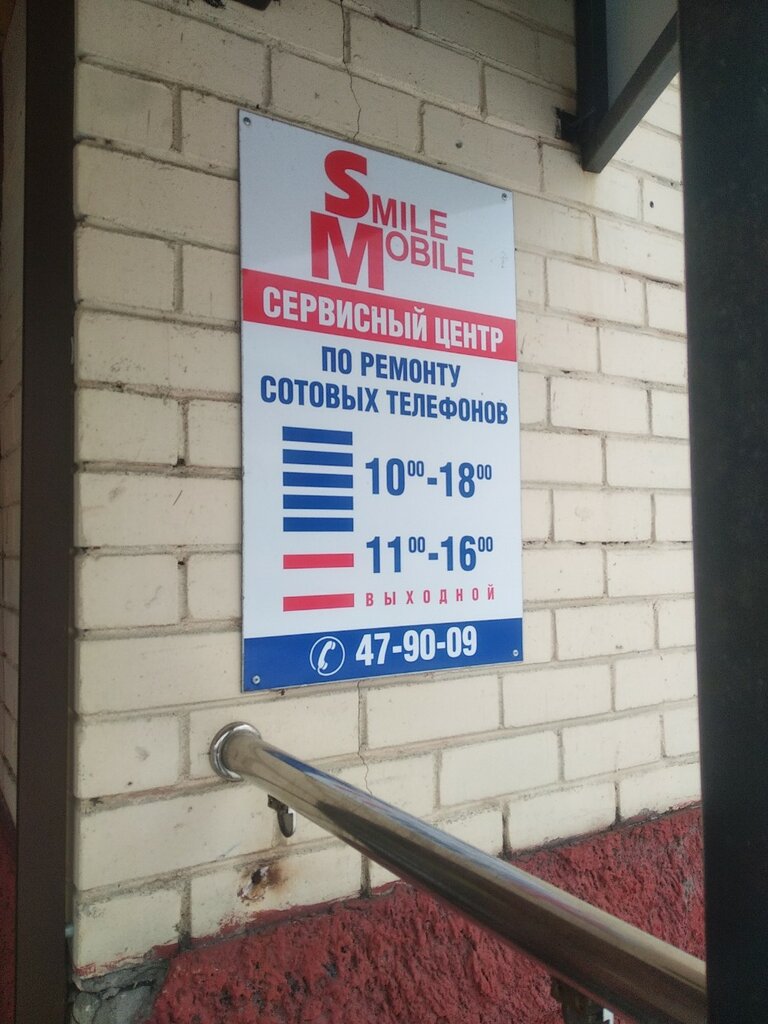 SMILE
MOBILE
СЕРВИСНЫЙ ЦЕНТР
ПО РЕМОНТУ
СОТОВЫХ ТЕЛЕФОНОВ
10⁰⁰-18⁰⁰
11⁰⁰-16⁰⁰
ВЫХОДНОЙ
47-90-09